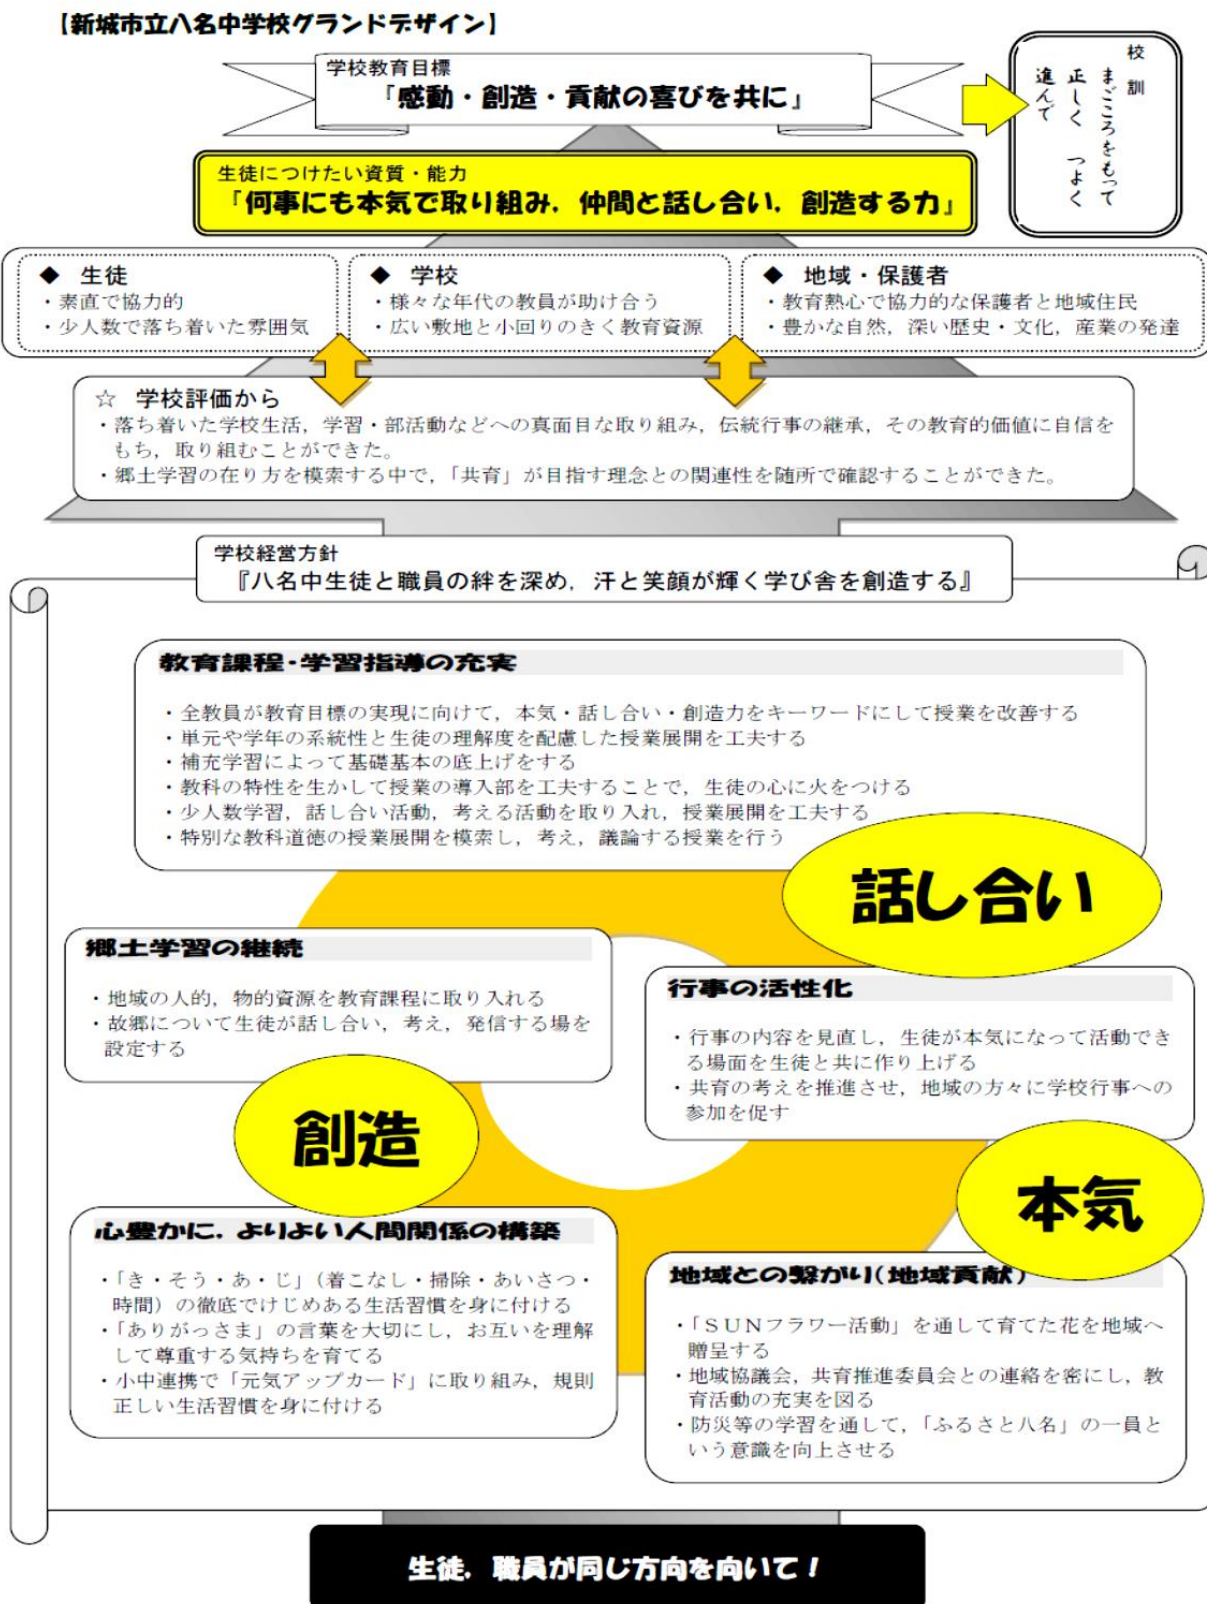 【新城市立八名中学校グランドデザイン】
学校教育目標
『感動・創造・貢献の喜びを共に』
校訓
まごころをもって
正しく　つよく
進んで
生徒につけたい資質・能力
『何事にも本気で取り組み，仲間と話し合い，創造する力』
◆　生徒
・素直で協力的
・少人数で落ち着いた雰囲気
◆　学校
・様々な年代の教員が助け合う
・広い敷地と小回りのきく教育資源
◆　地域・保護者
・教育熱心で協力的な保護者と地域住民
・豊かな自然，深い歴史・文化，産業の発達
☆　学校評価から
・落ち着いた学校生活，学習・部活動などへの真面目な取り組み，伝統行事の継承，その教育的価値に自信を
もち，取り組むことができた。
・郷土学習の在り方を模索する中で，「共育」が目指す理念との関連性を随所で確認することができた。
学校経営方針
『八名中生徒と職員の絆を深め，汗と笑顔が輝く学び舎を創造する』
教育課程・学習指導の充実
・全教員が教育目標の実現に向けて，本気・話し合い・創造力をキーワードにして授業を改善する
・単元や学年の系統性と生徒の理解度を配慮した授業展開を工夫する
・補充学習によって基礎基本の底上げをする
・教科の特性を生かして授業の導入部を工夫することで，生徒の心に火をつける
・少人数学習，話し合い活動，考える活動を取り入れ，授業展開を工夫する
・特別な教科道徳の授業展開を模索し，考え，議論する授業を行う
話し合い
郷土学習の継続
・地域の人的，物的資源を教育課程に取り入れる
・故郷について生徒が話し合い，考え，発信する場を
設定する
行事の活性化
・行事の内容を見直し，生徒が本気になって活動でき
る場面を生徒と共に作り上げる
・共育の考えを推進させ，地域の方々に学校行事への
参加を促す
創造
本気
心豊かに，よりよい人間関係の構築
・「き・そう・あ・じ」（着こなし・掃除・あいさつ・
時間）の徹底でけじめある生活習慣を身に付ける
・「ありがっさま」の言葉を大切にし，お互いを理解
して尊重する気持ちを育てる
・小中連携で「元気アップカード」に取り組み，規則
正しい生活習慣を身に付ける
地域との繋がり（地域貢献）
・「ＳＵＮフラワー活動」を通して育てた花を地域へ
贈呈する
・地域協議会，共育推進委員会との連絡を密にし，教
育活動の充実を図る
・防災等の学習を通して，「ふるさと八名」の一員と
いう意識を向上させる
生徒，職員が同じ方向を向いて！